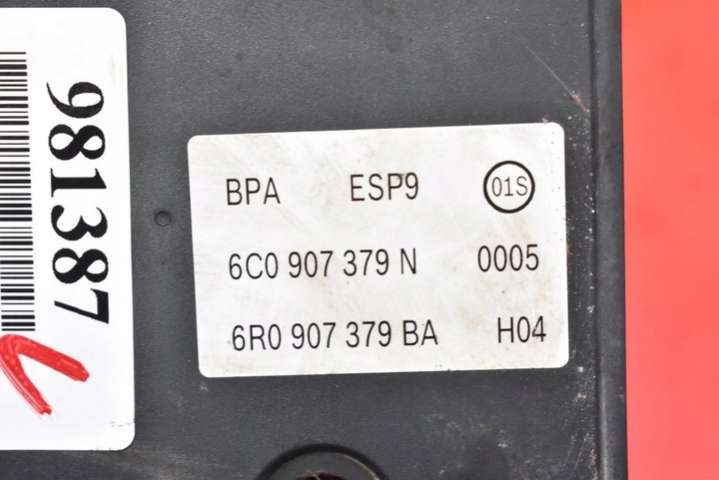 981387
BPA ESP9 01S
6C0 907 379 N 0005
6R0 907 379 BA H04